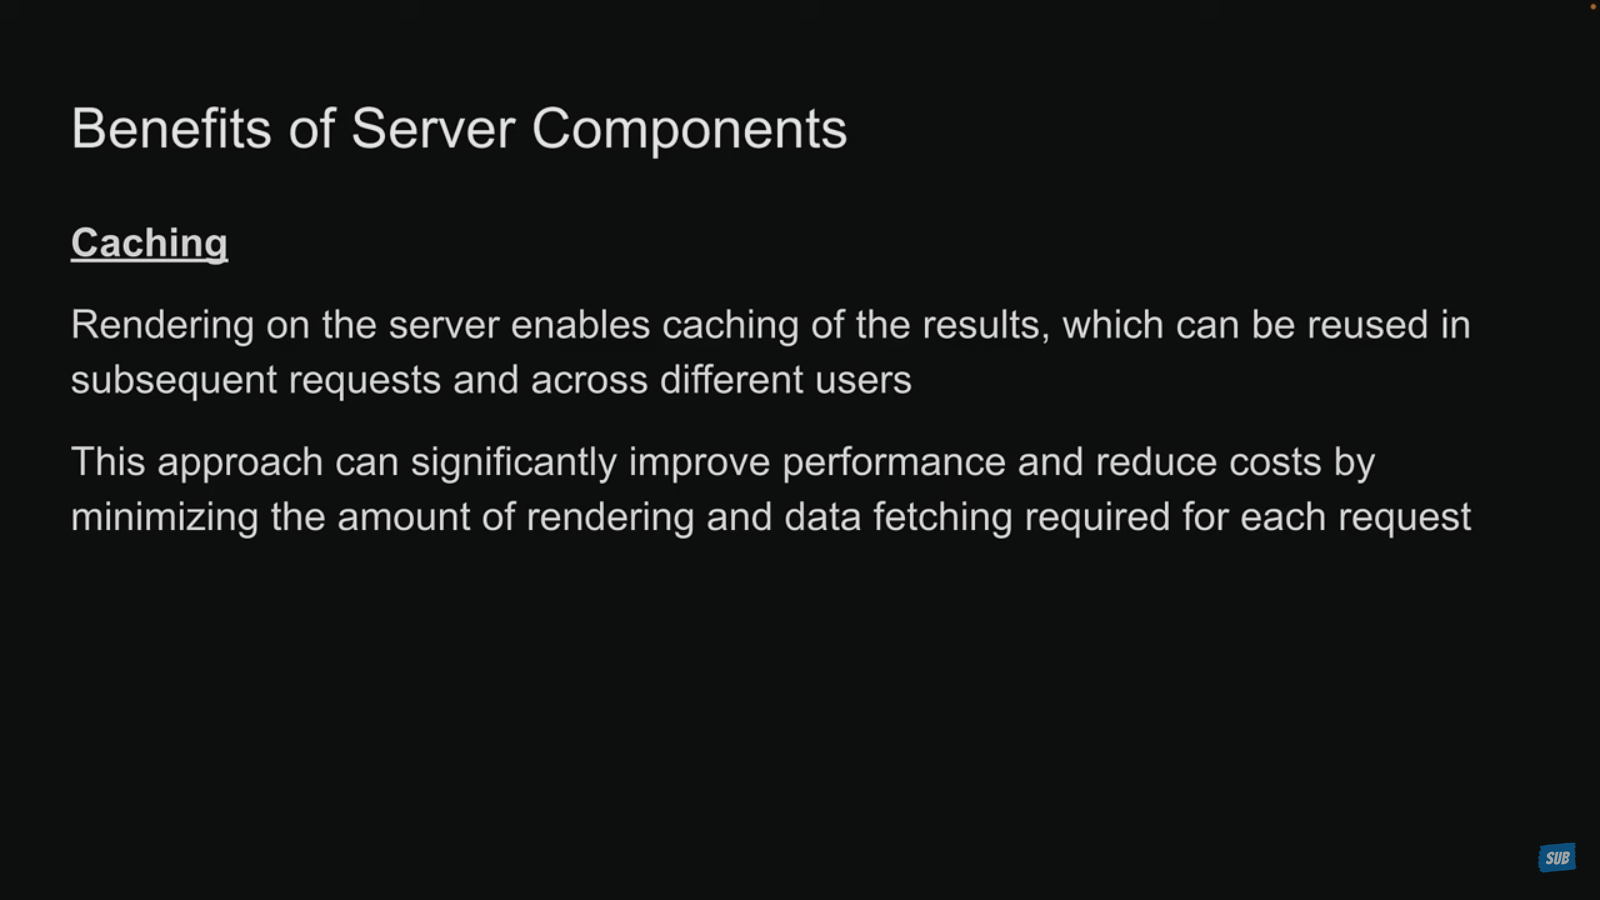 Benefits of Server Components
Caching
Rendering on the server enables caching of the results, which can be reused in
subsequent requests and across different users
This approach can significantly improve performance and reduce costs by
minimizing the amount of rendering and data fetching required for each request
SUB